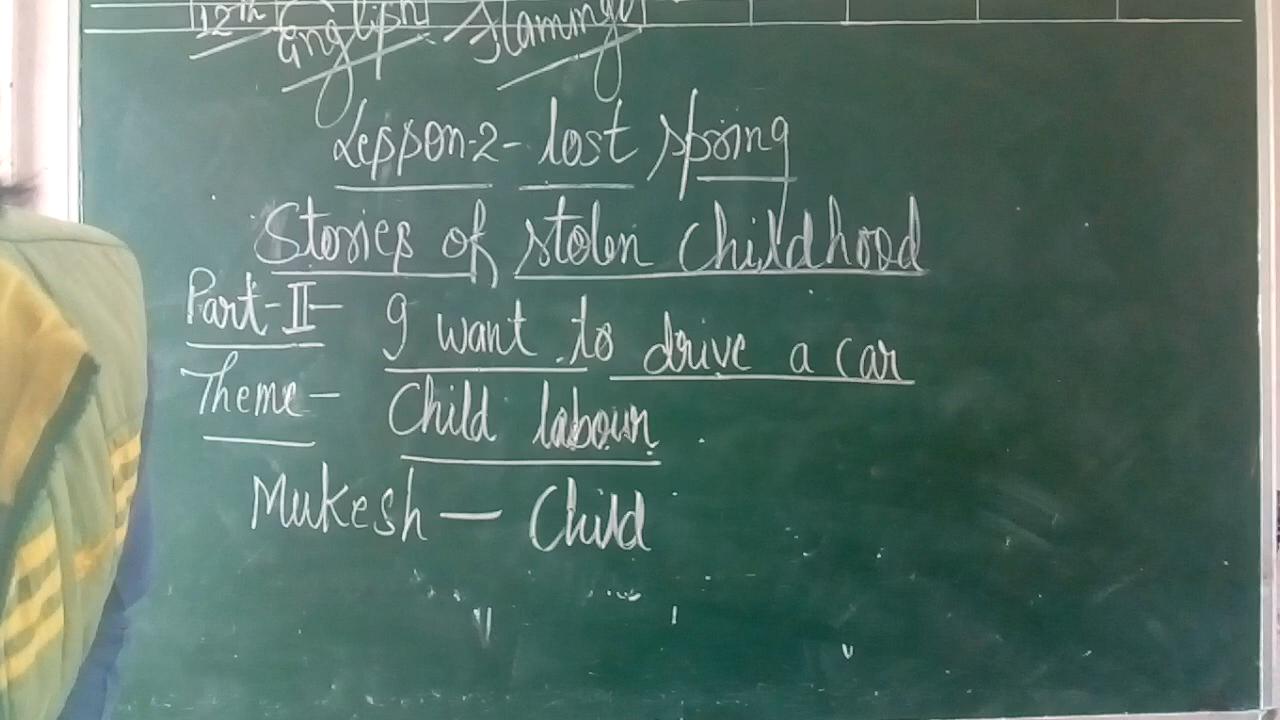 12th English Flamingo
Lesson-2- lost spring
Stories of stolen childhood
Part-II- I want to drive a car
Theme- Child labour
Mukesh - Child